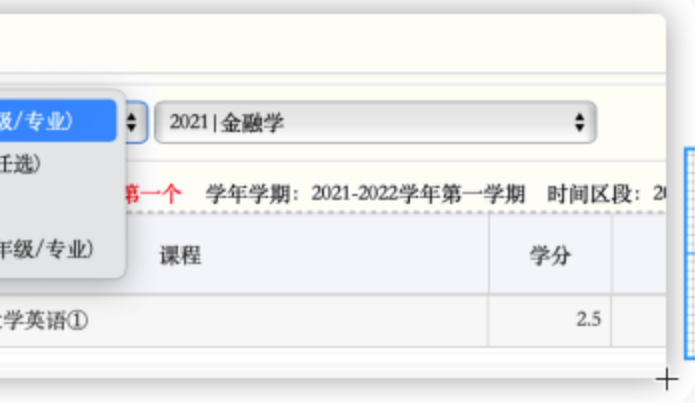 级/专业)
2021|金融学
任选)
第一个 学年学期：2021-2022学年第一学期 时间区段：
年级/专业)
课程 学分
学英语① 2.5